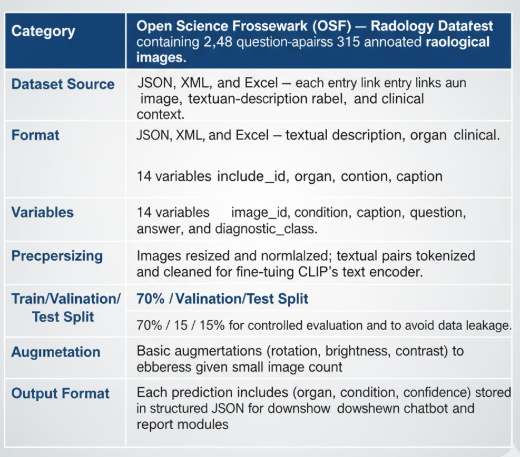 Category
Open Science Frossewark (OSF) — Radology Datafest
containing 2,48 question-apairss 315 annoated raological
images.
Dataset Source
JSON, XML, and Excel – each entry link entry links aun
image, textuan-description rabel, and clinical
context.
Format
JSON, XML, and Excel – textual description, organ clinical.
14 variables include_id, organ, contion, caption
Variables
14 variables image_id, condition, caption, question,
answer, and diagnostic_class.
Precpersizing
Images resized and normlalzed; textual pairs tokenized
and cleaned for fine-tuing CLIP's text encoder.
Train/Valination/
Test Split
70% / Valination/Test Split
70% / 15 / 15% for controlled evaluation and to avoid data leakage.
Augımetation
Basic augmertations (rotation, brightness, contrast) to
ebberess given small image count
Output Format
Each prediction includes (organ, condition, confidence) stored
in structured JSON for downshow dowshewn chatbot and
report modules